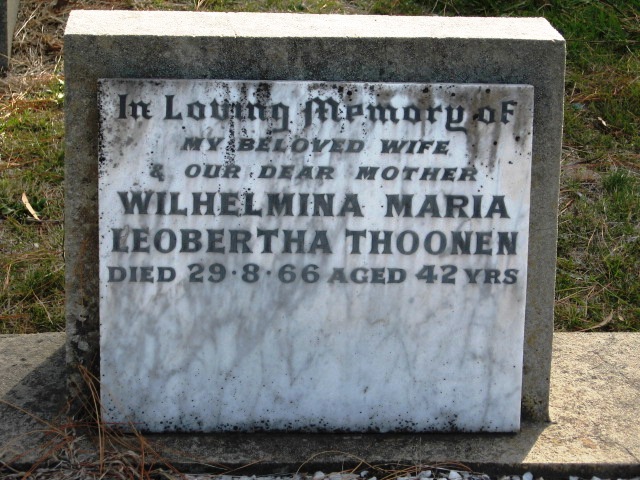 In Loving Memory of
MY BELOVED WIFE
& OUR DEAR MOTHER
WILHELMINA MARIA
LEOBERTHA THOONEN
DIED 29·8·66 AGED 42 YRS